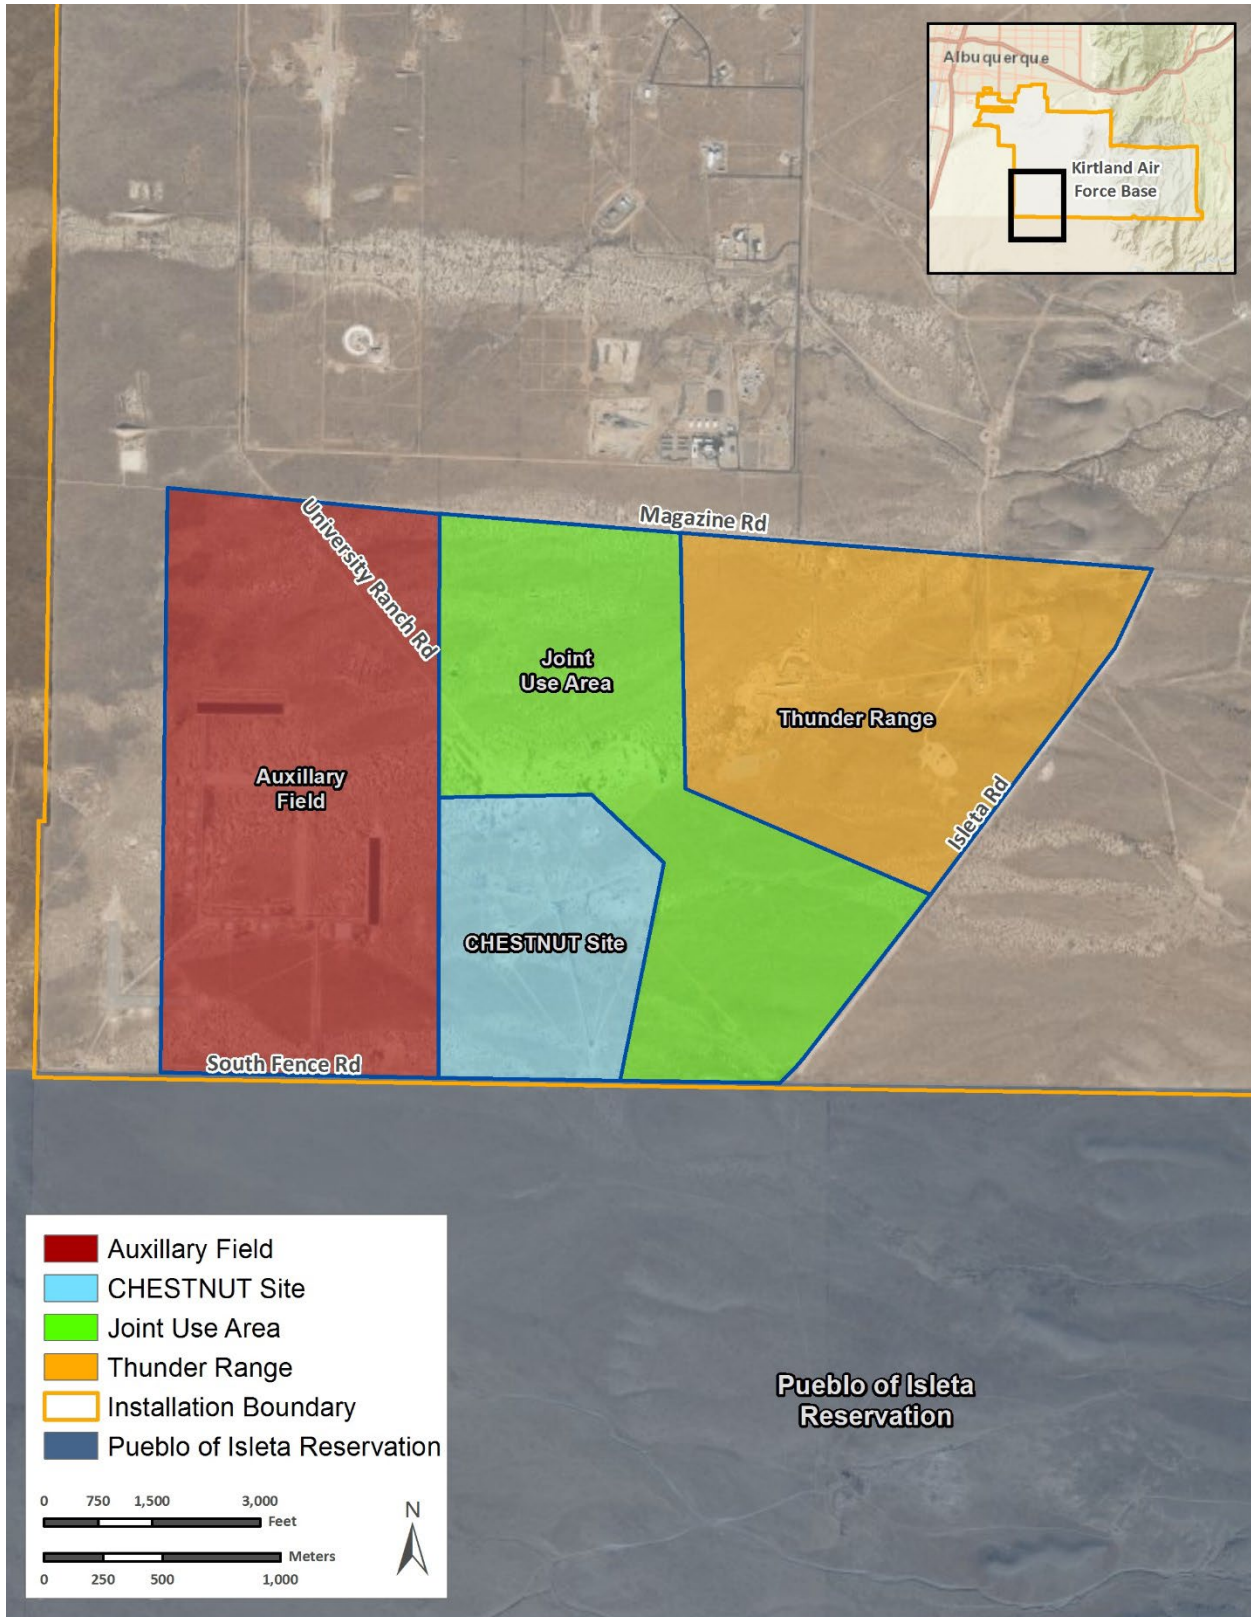 Albuquerque
Kirtland Air
Force Base
University Ranch Rd
Magazine Rd
Joint
Use Area
Thunder Range
Auxillary
Field
Isleta Rd
CHESTNUT Site
South Fence Rd
Pueblo of Isleta
Reservation
Auxillary Field
CHESTNUT Site
Joint Use Area
Thunder Range
Installation Boundary
Pueblo of Isleta Reservation
0 750 1,500 3,000
Feet
N
Meters
0 250 500 1,000